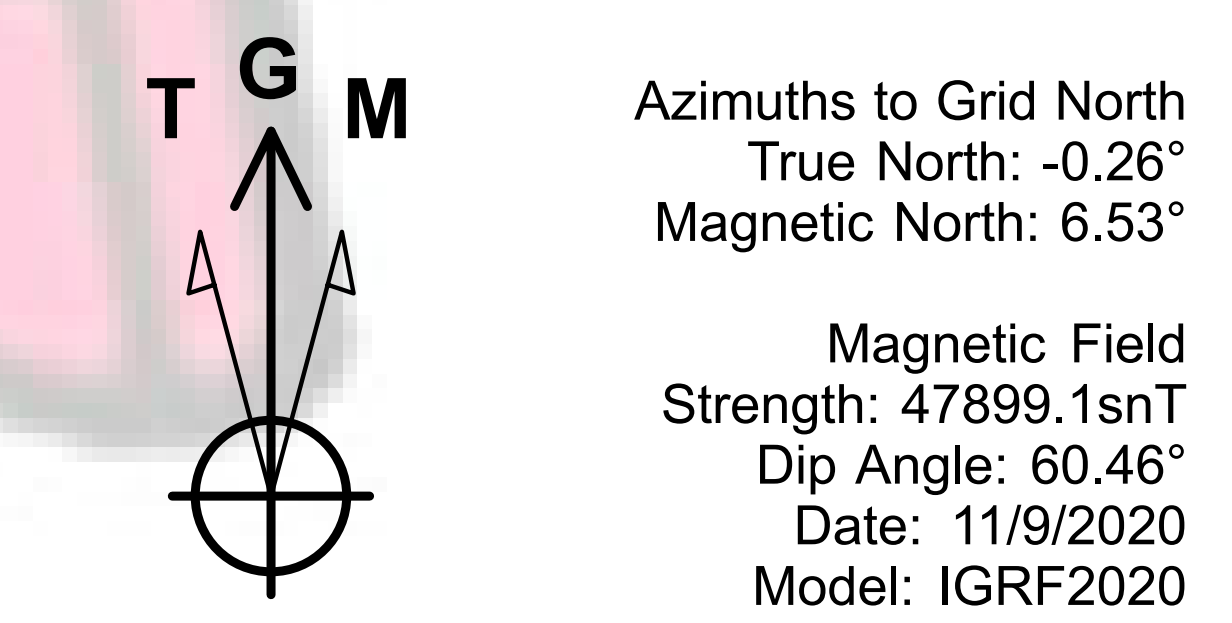 T G M
Azimuths to Grid North
True North: -0.26°
Magnetic North: 6.53°
Magnetic Field
Strength: 47899.1snT
Dip Angle: 60.46°
Date: 11/9/2020
Model: IGRF2020